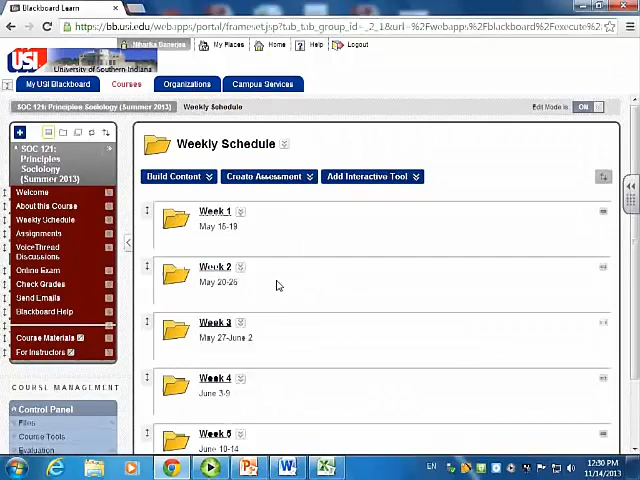 Blackboard Learn
https://bb.usi.edu/webapps/portal/frameset.jsp?tab_tab_group_id=_2_1&url=%2Fwebapps%2Fblackboard%2Fexecute%2
My Places
Home
Help
Logout
USI
University of Southern Indiana
My USI Blackboard
Courses
Organizations
Campus Services
SOC 121: Principles Sociology (Summer 2013)
Weekly Schedule
Edit Mode is:
ON
SOC 121:
Principles
Sociology
(Summer 2013)
Welcome
About this Course
Weekly Schedule
Assignments
VoiceThread
Discussions
Online Exam
Check Grades
Send Emails
Blackboard Help
Course Materials
For Instructors
COURSE MANAGEMENT
Control Panel
Files
Course Tools
Evaluation
Weekly Schedule
Build Content
Create Assessment
Add Interactive Tool
Week 1
Week 2
Week 3
May 27-June 2
Week 4
June 3-9
Week 5
June 10-14
EN
12:30 PM
11/14/2013